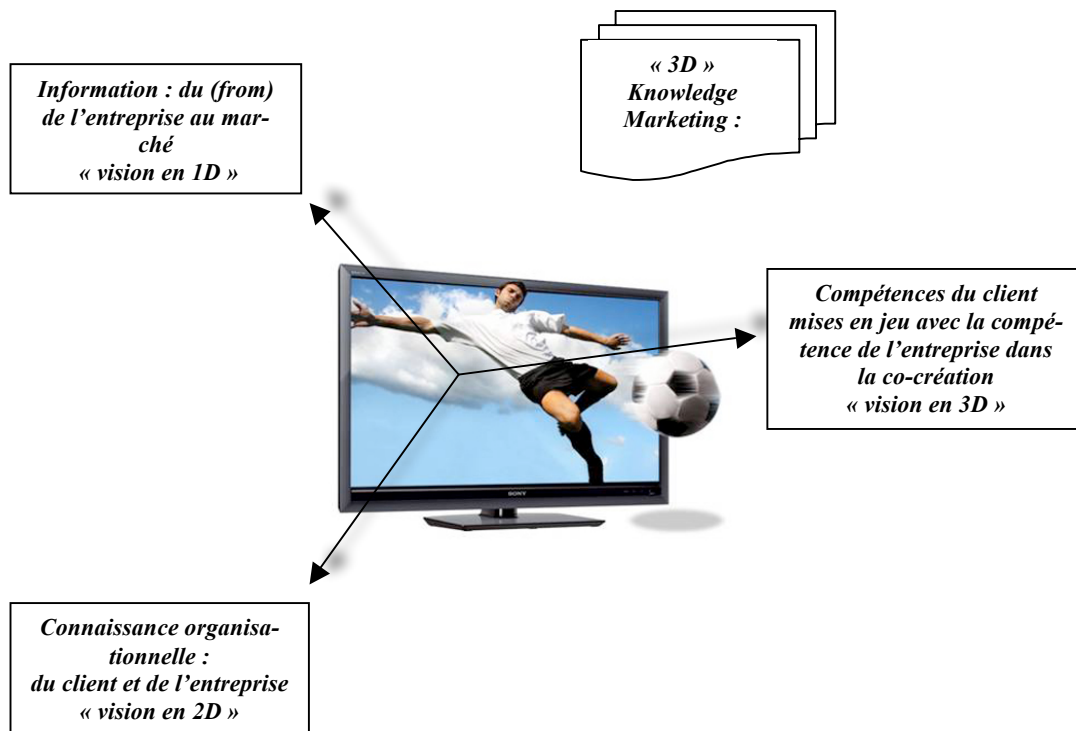 « 3D »
Knowledge
Marketing :
Information : du (from)
de l’entreprise au mar-
ché
« vision en 1D »
Compétences du client
mises en jeu avec la compé-
tence de l’entreprise dans
la co-création
« vision en 3D »
SONY
Connaissance organisa-
tionnelle :
du client et de l’entreprise
« vision en 2D »